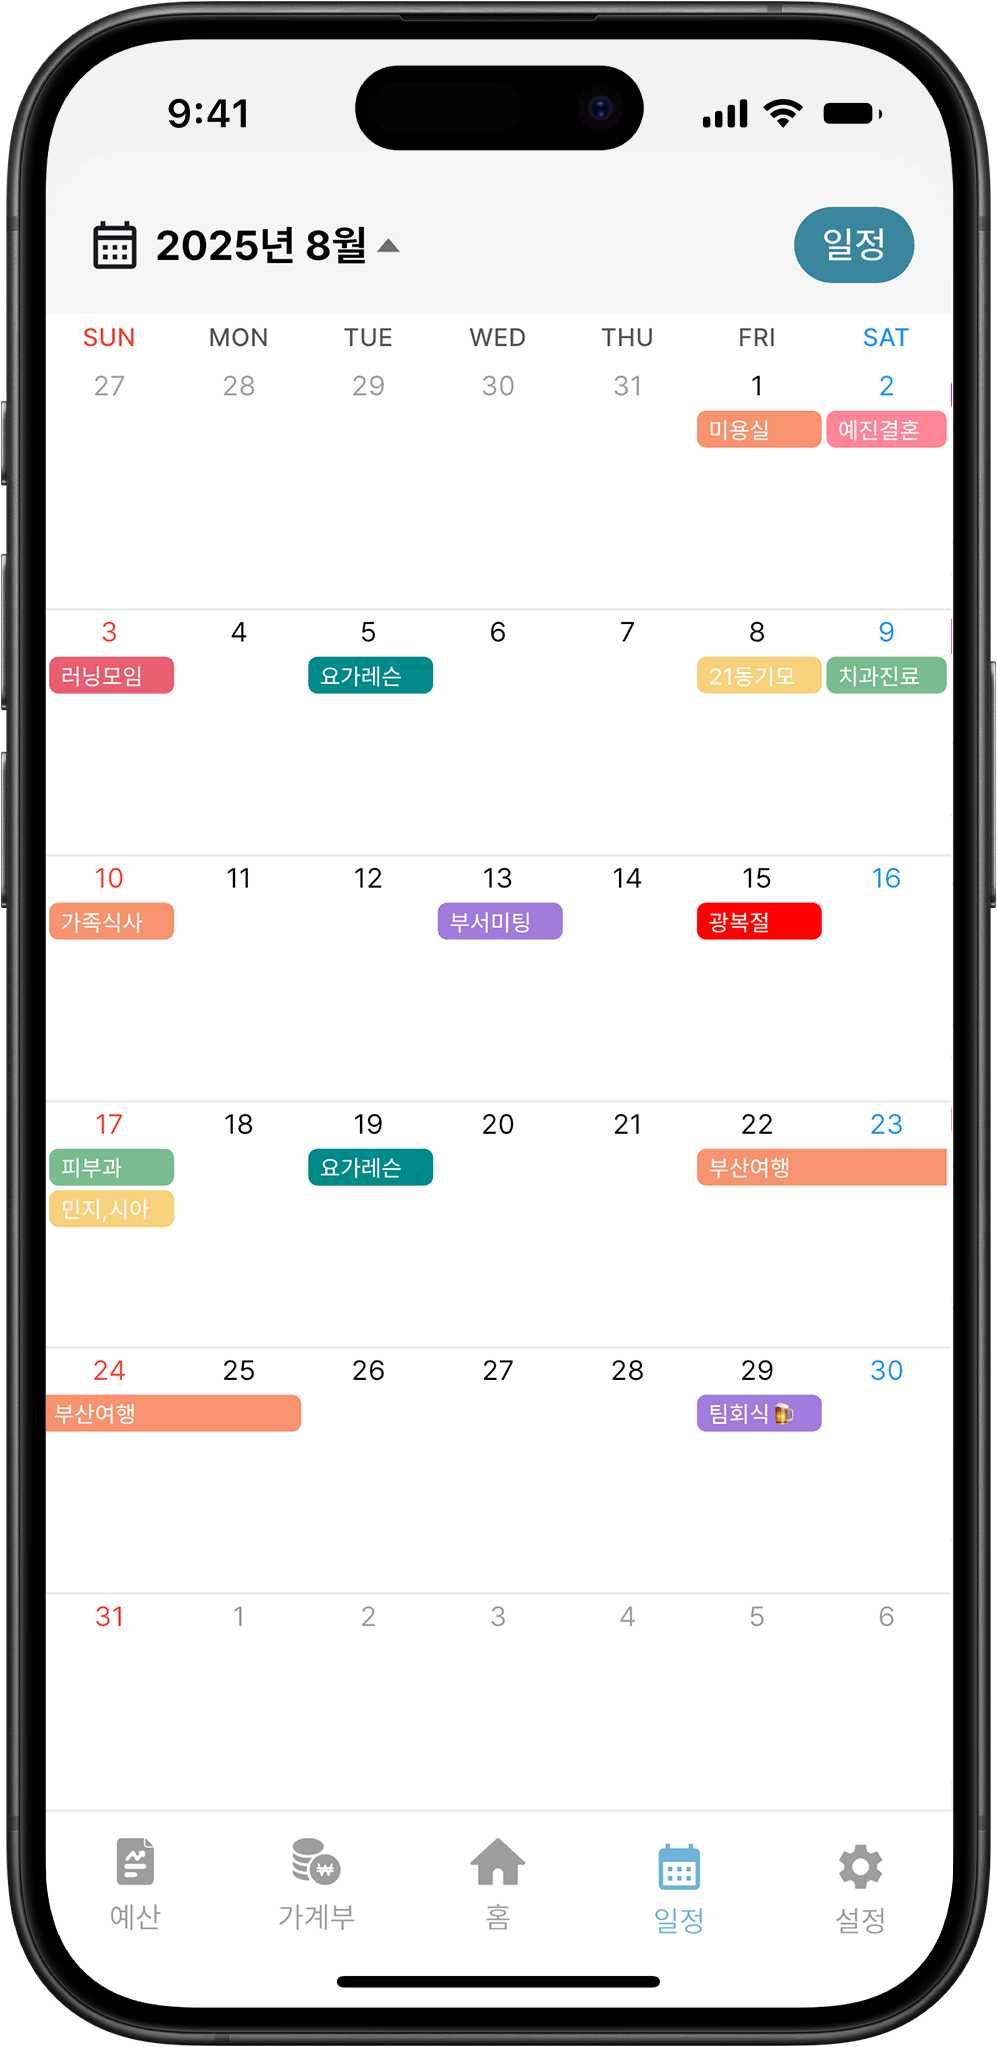 9:41
2025년 8월
일정
SUN MON TUE WED THU FRI SAT
27 28 29 30 31 1 2
미용실 예진결혼
3 4 5 6 7 8 9
러닝모임 요가레슨 21동기모 치과진료
10 11 12 13 14 15 16
가족식사 부서미팅 광복절
17 18 19 20 21 22 23
피부과 요가레슨 부산여행
민지,시아
24 25 26 27 28 29 30
부산여행 팀회식🍺
31 1 2 3 4 5 6
예산 가계부 홈 일정 설정